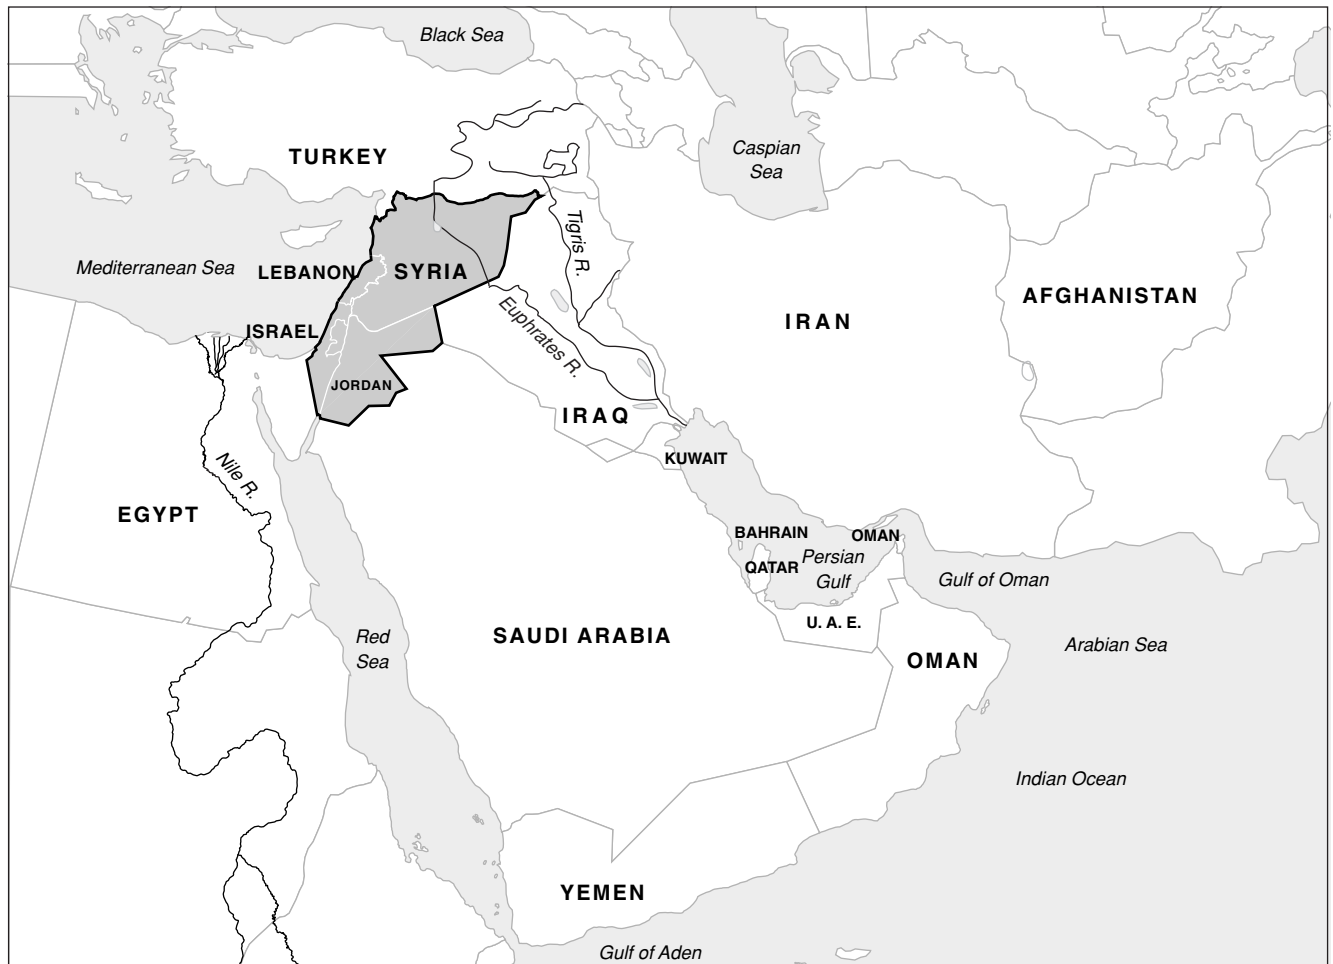 Black Sea
TURKEY
Caspian
Sea
Tigris R.
Mediterranean Sea
LEBANON
SYRIA
AFGHANISTAN
IRAN
ISRAEL
Euphrates R.
JORDAN
IRAQ
KUWAIT
Nile R.
EGYPT
BAHRAIN
OMAN
QATAR
Persian
Gulf
Gulf of Oman
U. A. E.
Red
Sea
SAUDI ARABIA
Arabian Sea
OMAN
Indian Ocean
YEMEN
Gulf of Aden